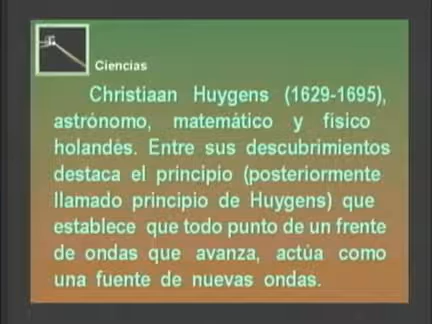 Ciencias
Christiaan Huygens (1629-1695),
astrónomo, matemático y físico
holandés. Entre sus descubrimientos
destaca el principio (posteriormente
llamado principio de Huygens) que
establece que todo punto de un frente
de ondas que avanza, actúa como
una fuente de nuevas ondas.